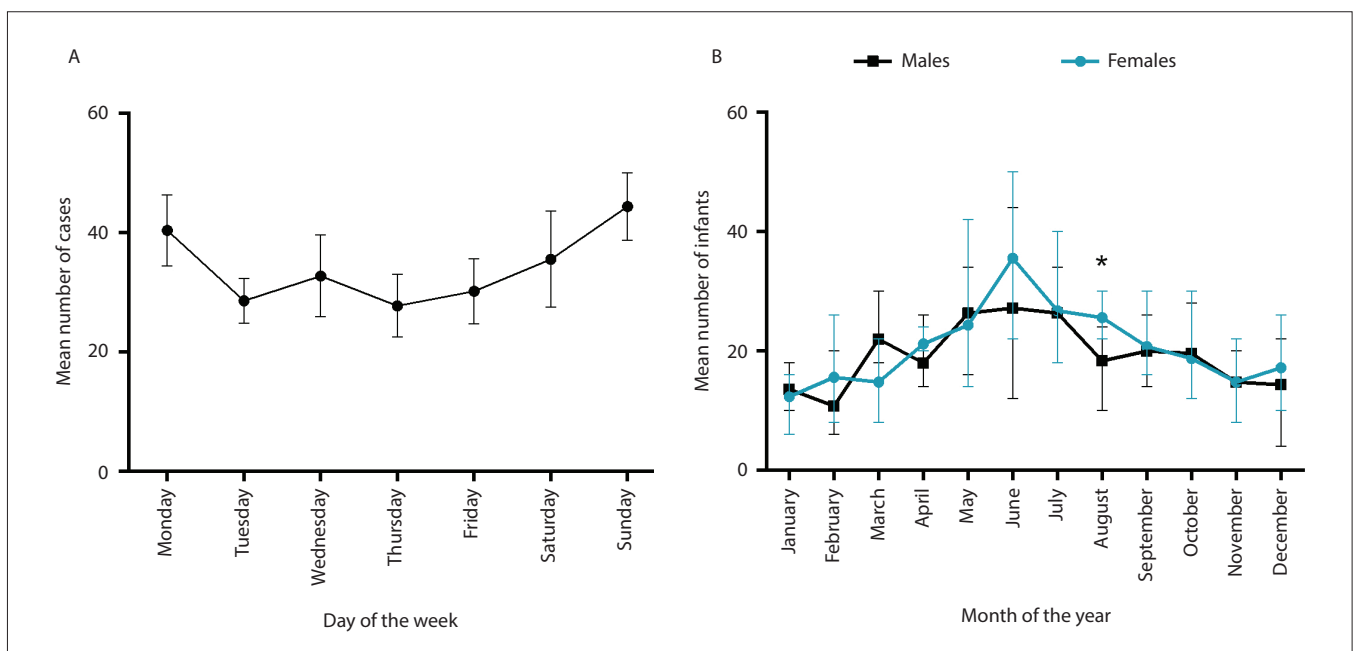 A
60
40
20
0
Mean number of cases
Monday
Tuesday
Wednesday
Thursday
Friday
Saturday
Sunday
Day of the week
B
Males
Females
60
40
20
0
Mean number of infants
*
January
February
March
April
May
June
July
August
September
October
November
December
Month of the year